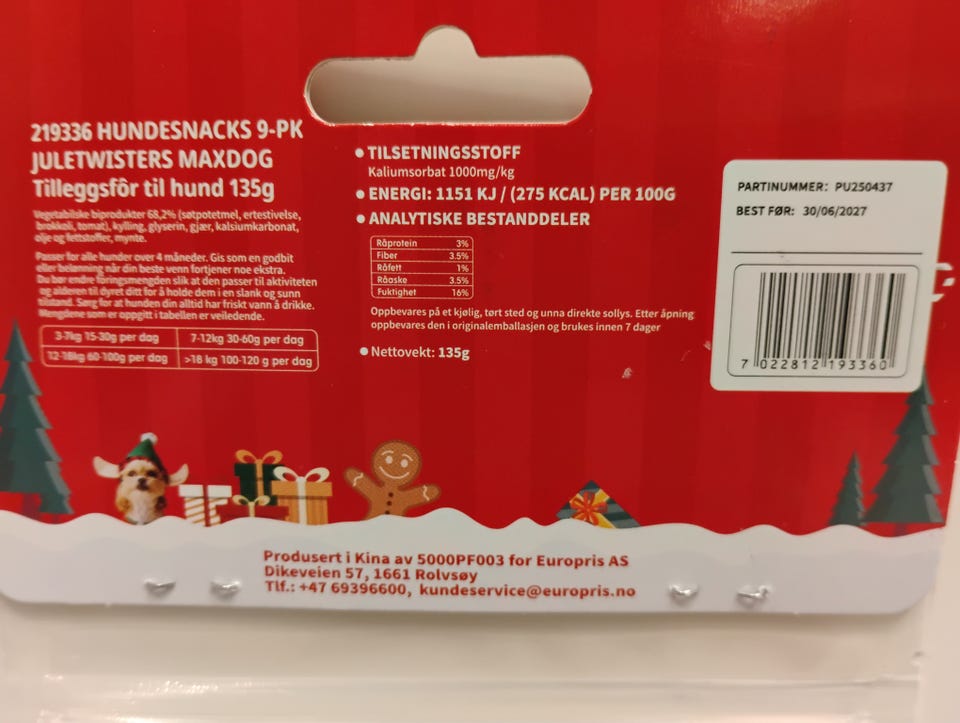 219336 HUNDESNACKS 9-PK
JULETWISTERS MAXDOG
Tilleggsfôr til hund 135g
Vegetabilske biprodukter 68,2% (søtpotetmel, ertestivelse,
brokkoli, tomat), kylling, glyserin, gjær, kalsiumkarbonat,
olje og fettstoffer, mynte.
Passer for alle hunder over 4 måneder. Gis som en godbit
eller belønning når din beste venn fortjener noe ekstra.
Du bør endre fôringsmengden slik at den passer til aktiviteten
og alderen til dyret ditt for å holde dem i en slank og sunn
tilstand. Sørg for at hunden din alltid har friskt vann å drikke.
Mengdene som er oppgitt i tabellen er veiledende.
3-7kg 15-30g per dag 7-12kg 30-60g per dag
12-18kg 60-100g per dag >18 kg 100-120 g per dag
● TILSETNINGSSTOFF
Kaliumsorbat 1000mg/kg
● ENERGI: 1151 KJ / (275 KCAL) PER 100G
● ANALYTISKE BESTANDDELER
Råprotein 3%
Fiber 3.5%
Råfett 1%
Råaske 3.5%
Fuktighet 16%
Oppbevares på et kjølig, tørt sted og unna direkte sollys. Etter åpning
oppbevares den i originalemballasjen og brukes innen 7 dager
● Nettovekt: 135g
PARTINUMMER: PU250437
BEST FØR: 30/06/2027
7 022812 193360
Produsert i Kina av 5000PF003 for Europris AS
Dikeveien 57, 1661 Rolvsøy
Tlf.: +47 69396600, kundeservice@europris.no